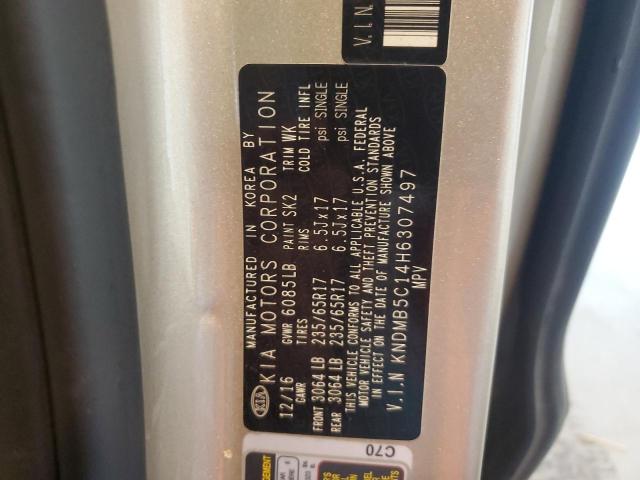 V.I.N.
MANUFACTURED IN KOREA BY
KIA KIA MOTORS CORPORATION
12/16 GVWR 6085LB PAINT SK2 TRIM WK
GAWR TIRES RIMS COLD TIRE INFL
FRONT 3064LB 235/65R17 6.5Jx17 psi SINGLE
REAR 3064LB 235/65R17 6.5Jx17 psi SINGLE
THIS VEHICLE CONFORMS TO ALL APPLICABLE U.S.A. FEDERAL
MOTOR VEHICLE SAFETY AND THEFT PREVENTION STANDARDS
IN EFFECT ON THE DATE OF MANUFACTURE SHOWN ABOVE
V.I.N KNDMB5C14H6307497
MPV
C70